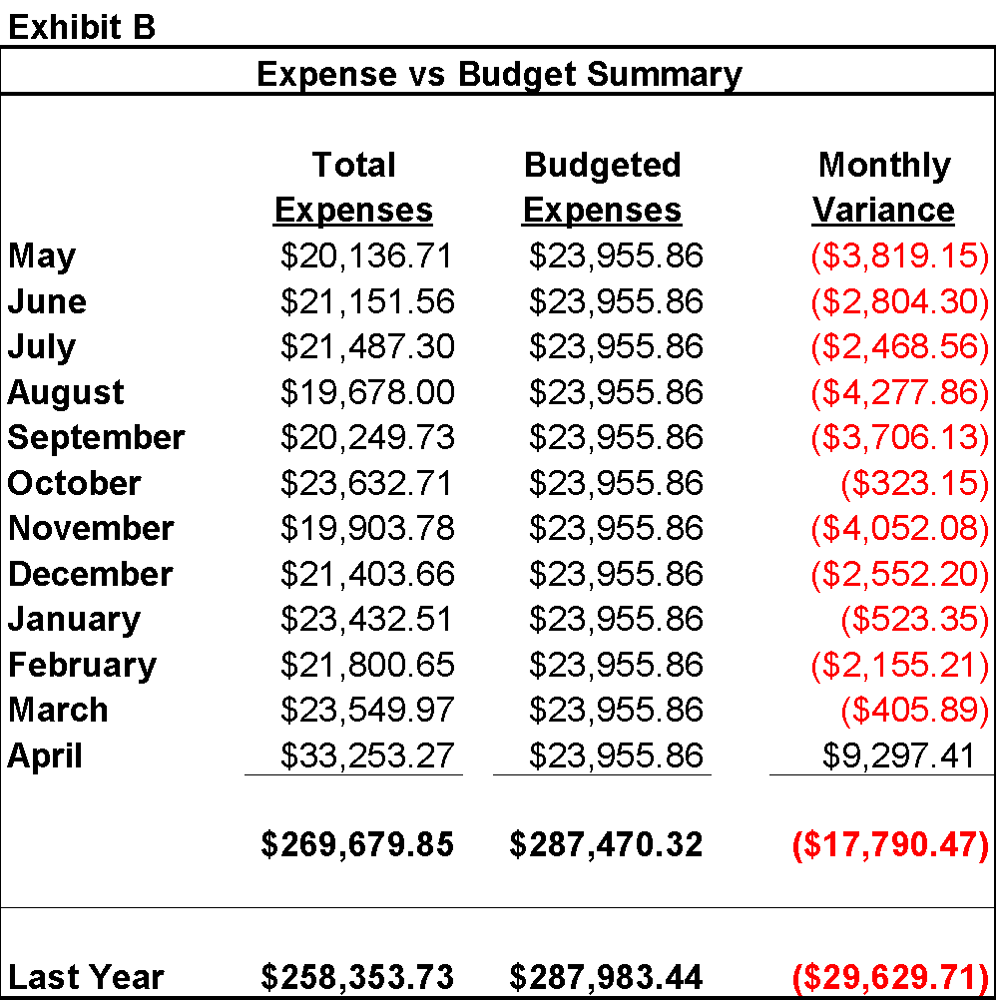 Exhibit B
Expense vs Budget Summary
Total Budgeted Monthly
Expenses Expenses Variance
May $20,136.71 $23,955.86 ($3,819.15)
June $21,151.56 $23,955.86 ($2,804.30)
July $21,487.30 $23,955.86 ($2,468.56)
August $19,678.00 $23,955.86 ($4,277.86)
September $20,249.73 $23,955.86 ($3,706.13)
October $23,632.71 $23,955.86 ($323.15)
November $19,903.78 $23,955.86 ($4,052.08)
December $21,403.66 $23,955.86 ($2,552.20)
January $23,432.51 $23,955.86 ($523.35)
February $21,800.65 $23,955.86 ($2,155.21)
March $23,549.97 $23,955.86 ($405.89)
April $33,253.27 $23,955.86 $9,297.41
$269,679.85 $287,470.32 ($17,790.47)
Last Year $258,353.73 $287,983.44 ($29,629.71)